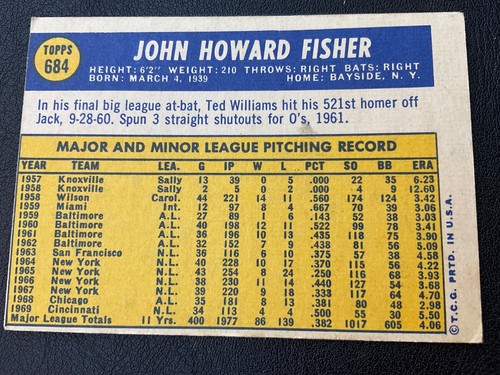 TOPPS
684
JOHN HOWARD FISHER
HEIGHT: 6'2" WEIGHT: 210 THROWS: RIGHT BATS: RIGHT
BORN: MARCH 4, 1939 HOME: BAYSIDE, N. Y.
In his final big league at-bat, Ted Williams hit his 521st homer off
Jack, 9-28-60. Spun 3 straight shutouts for O's, 1961.
MAJOR AND MINOR LEAGUE PITCHING RECORD
YEAR TEAM LEA. G IP W L PCT SO BB ERA
1957 Knoxville Sally 13 39 0 5 .000 22 35 6.23
1958 Knoxville Sally 2 5 0 2 .000 4 9 12.60
1958 Wilson Carol. 44 221 14 11 .560 174 124 3.42
1959 Miami Int. 12 97 8 4 .667 70 39 3.06
1959 Baltimore A.L. 27 89 1 6 .143 52 38 3.03
1960 Baltimore A.L. 40 198 12 11 .522 99 78 3.41
1961 Baltimore A.L. 36 196 10 13 .435 118 75 3.90
1962 Baltimore A.L. 32 152 7 9 .438 81 56 5.09
1963 San Francisco N.L. 36 116 6 10 .375 57 38 4.58
1964 New York N.L. 40 228 10 17 .370 115 56 4.22
1965 New York N.L. 43 254 8 24 .250 116 68 3.93
1966 New York N.L. 38 230 11 14 .440 127 54 3.68
1967 New York N.L. 39 220 9 18 .333 117 64 4.70
1968 Chicago A.L. 35 181 8 13 .381 80 48 2.98
1969 Cincinnati N.L. 34 113 4 4 .500 55 30 5.50
Major League Totals 11 Yrs. 400 1977 86 139 .382 1017 605 4.06
© T.C.G. PRTD. IN U.S.A.